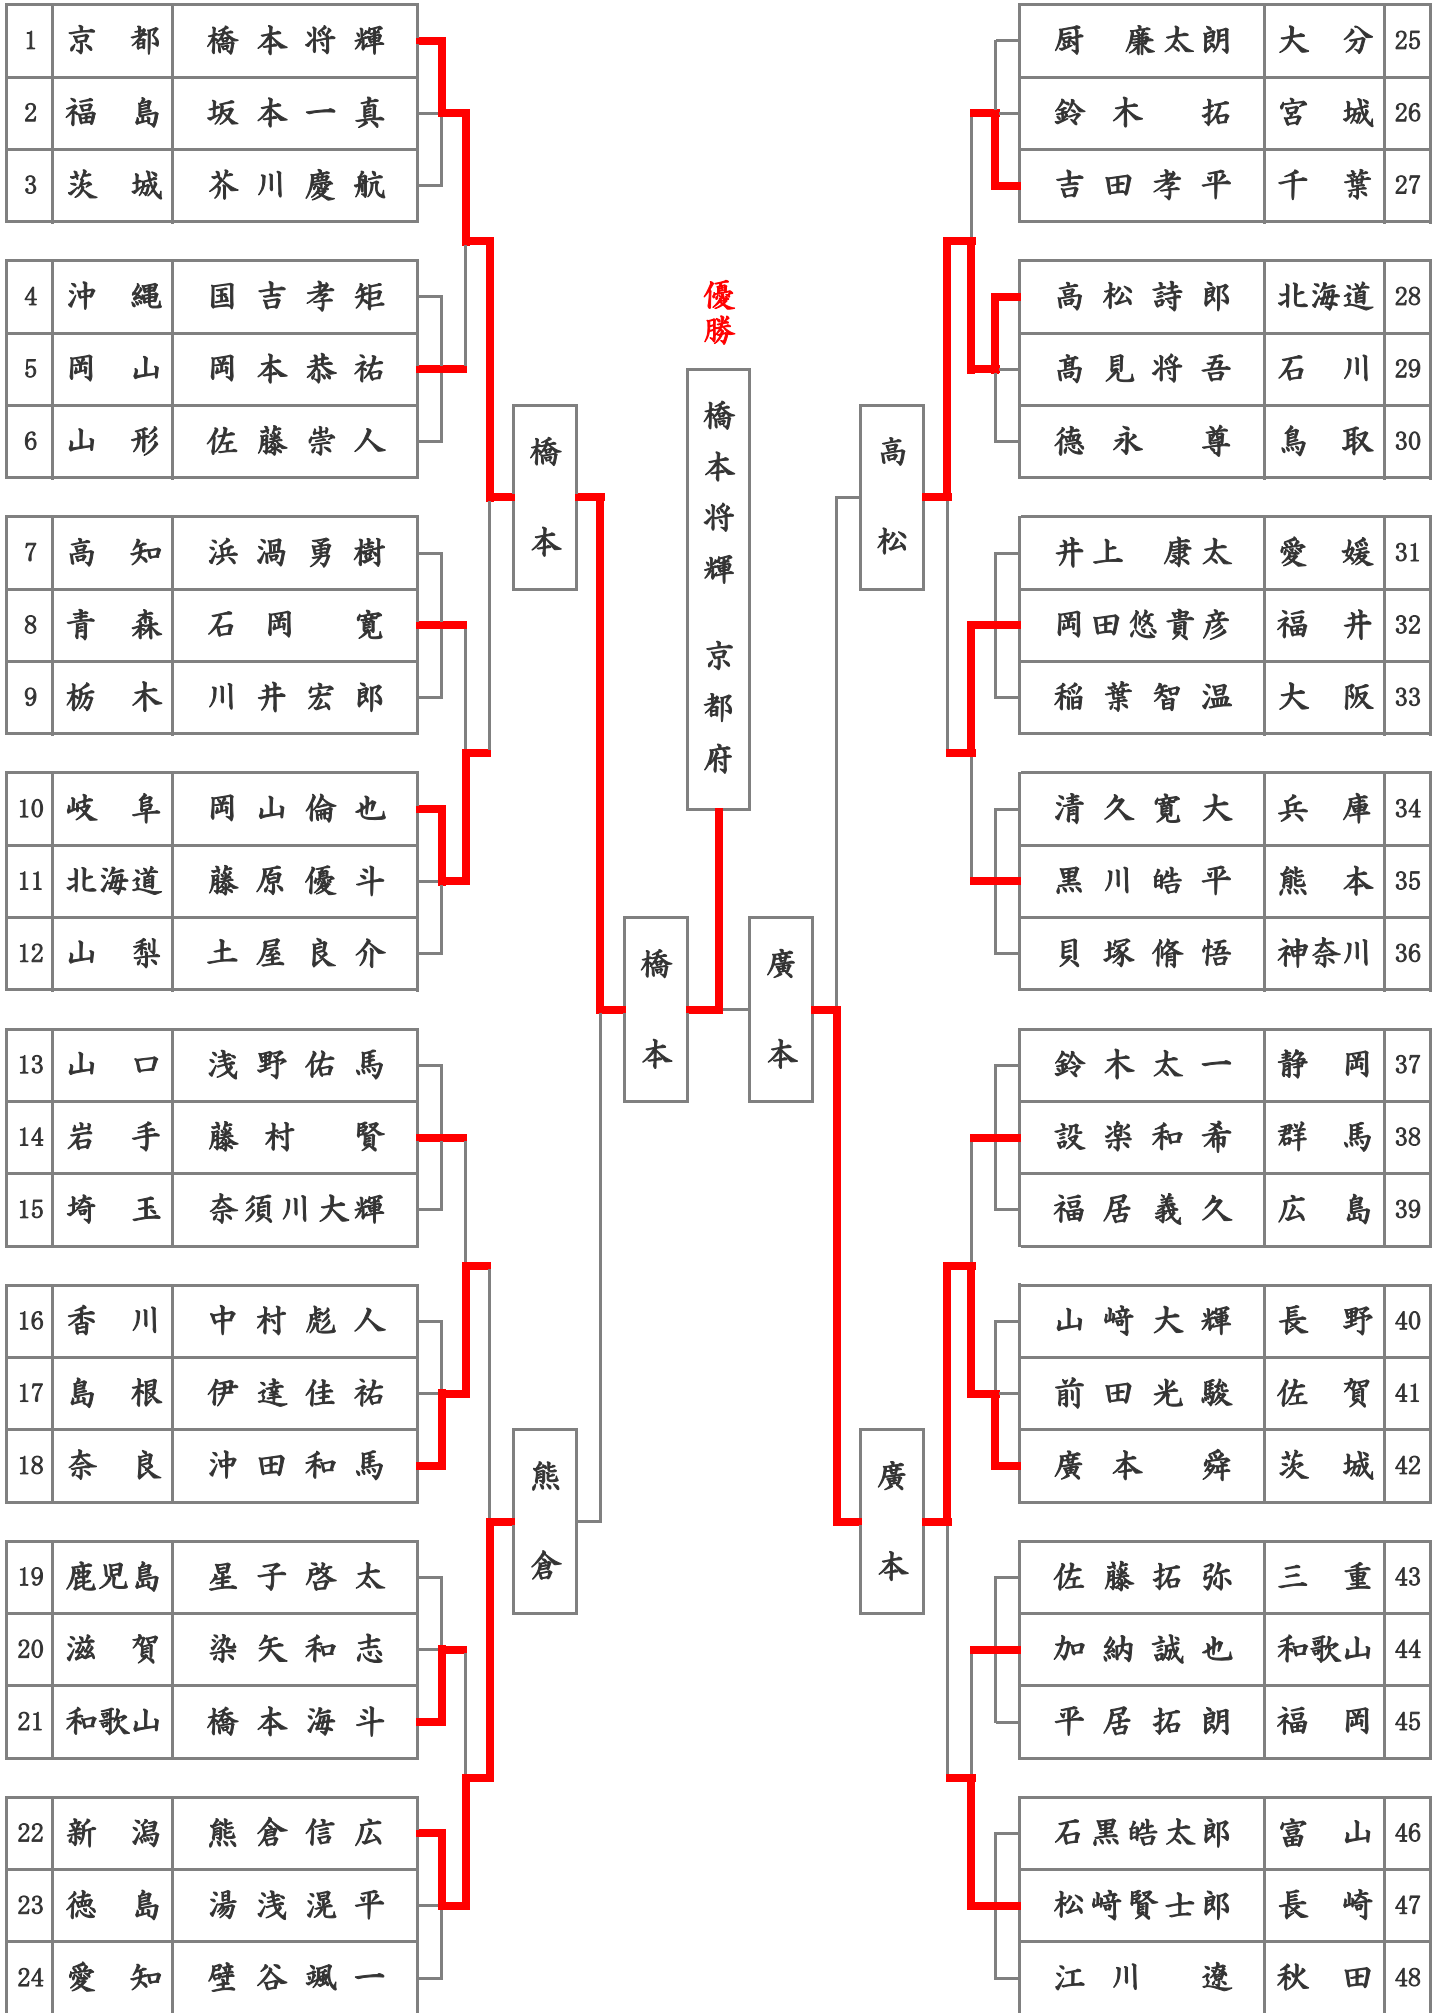 1 京都 橋本将輝
2 福島 坂本一真
3 茨城 芥川慶航
4 沖縄 国吉孝矩
5 岡山 岡本恭祐
6 山形 佐藤崇人
7 高知 浜渦勇樹
8 青森 石岡寛
9 栃木 川井宏郎
10 岐阜 岡山倫也
11 北海道 藤原優斗
12 山梨 土屋良介
13 山口 浅野佑馬
14 岩手 藤村賢
15 埼玉 奈須川大輝
16 香川 中村彪人
17 島根 伊達佳祐
18 奈良 沖田和馬
19 鹿児島 星子啓太
20 滋賀 染矢和志
21 和歌山 橋本海斗
22 新潟 熊倉信広
23 徳島 湯浅滉平
24 愛知 壁谷颯一
橋本
熊倉
橋本
優勝
橋本将輝 京都府
廣本
高松
廣本
厨 廉太朗 大分 25
鈴木拓 宮城 26
吉田孝平 千葉 27
高松詩郎 北海道 28
髙見将吾 石川 29
德永尊 鳥取 30
井上 康太 愛媛 31
岡田悠貴彦 福井 32
稲葉智温 大阪 33
清久寛大 兵庫 34
黒川皓平 熊本 35
貝塚脩悟 神奈川 36
鈴木太一 静岡 37
設楽和希 群馬 38
福居義久 広島 39
山﨑大輝 長野 40
前田光駿 佐賀 41
廣本舜 茨城 42
佐藤拓弥 三重 43
加納誠也 和歌山 44
平居拓朗 福岡 45
石黒皓太郎 富山 46
松﨑賢士郎 長崎 47
江川遼 秋田 48